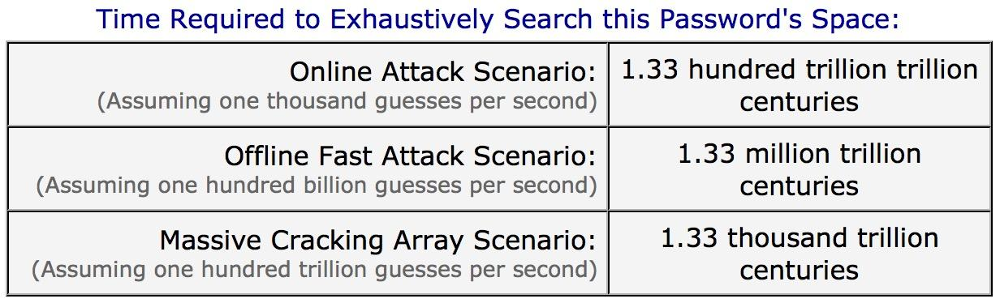 Time Required to Exhaustively Search this Password's Space:
Online Attack Scenario:
(Assuming one thousand guesses per second)
1.33 hundred trillion trillion
centuries
Offline Fast Attack Scenario:
(Assuming one hundred billion guesses per second)
1.33 million trillion
centuries
Massive Cracking Array Scenario:
(Assuming one hundred trillion guesses per second)
1.33 thousand trillion
centuries